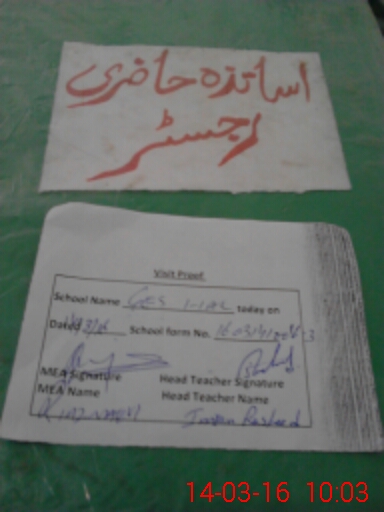 اساتذہ حاضری
رجسٹر
Visit Proof
School Name GES today on
Dated School form No.
MEA Signature Head Teacher Signature
MEA Name Head Teacher Name
Rasheed
14-03-16 10:03